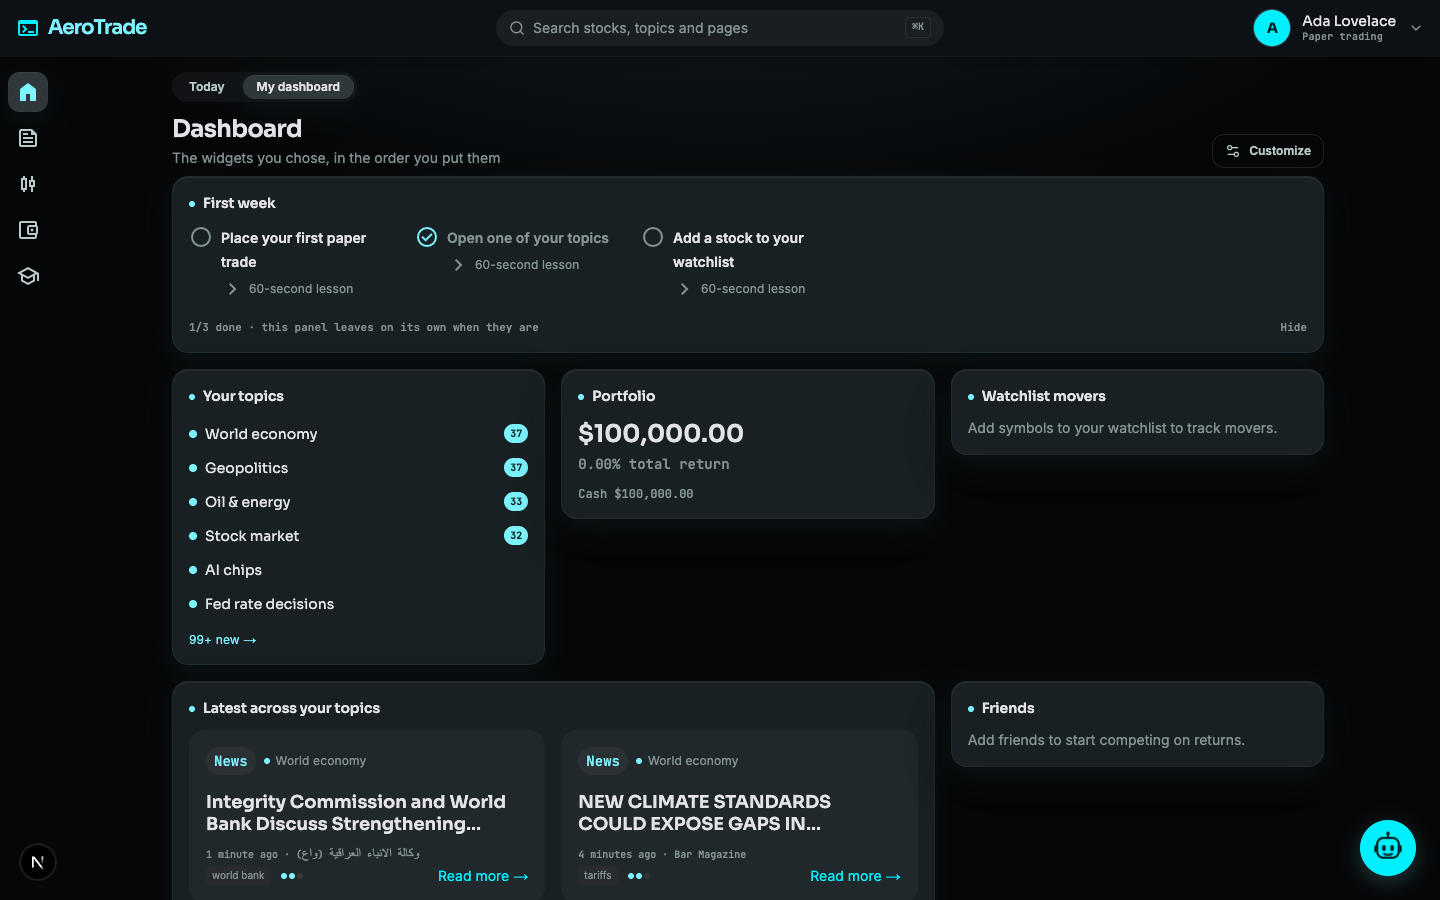 AeroTrade
Search stocks, topics and pages
⌘K
A
Ada Lovelace
Paper trading
Today
My dashboard
Dashboard
The widgets you chose, in the order you put them
Customize
First week
Place your first paper
trade
60-second lesson
Open one of your topics
60-second lesson
Add a stock to your
watchlist
60-second lesson
1/3 done · this panel leaves on its own when they are
Hide
Your topics
World economy
37
Geopolitics
37
Oil & energy
33
Stock market
32
AI chips
Fed rate decisions
99+ new →
Portfolio
$100,000.00
0.00% total return
Cash $100,000.00
Watchlist movers
Add symbols to your watchlist to track movers.
Latest across your topics
News
World economy
Integrity Commission and World
Bank Discuss Strengthening...
1 minute ago · وكالة الانباء العراقية (واع)
world bank
Read more →
News
World economy
NEW CLIMATE STANDARDS
COULD EXPOSE GAPS IN...
4 minutes ago · Bar Magazine
tariffs
Read more →
Friends
Add friends to start competing on returns.
N